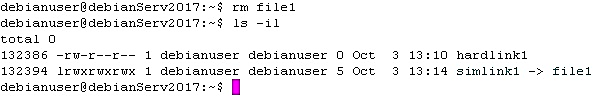 debianuser@debianServ2017:~$ rm file1
debianuser@debianServ2017:~$ ls -il
total 0
132386 -rw-r--r-- 1 debianuser debianuser 0 Oct  3 13:10 hardlink1
132394 lrwxrwxrwx 1 debianuser debianuser 5 Oct  3 13:14 simlink1 -> file1
debianuser@debianServ2017:~$